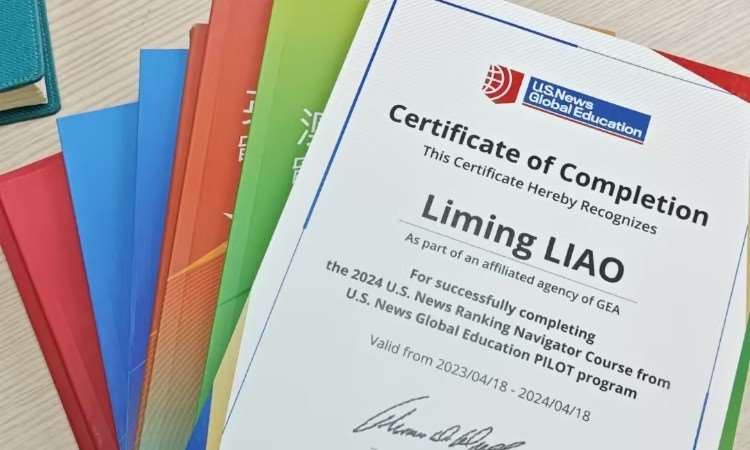 U.S.News
Global Education
Certificate of Completion
This Certificate Hereby Recognizes
Liming LIAO
As part of an affiliated agency of GEA
For successfully completing
the 2024 U.S. News Ranking Navigator Course from
U.S. News Global Education PILOT program
Valid from 2023/04/18 - 2024/04/18